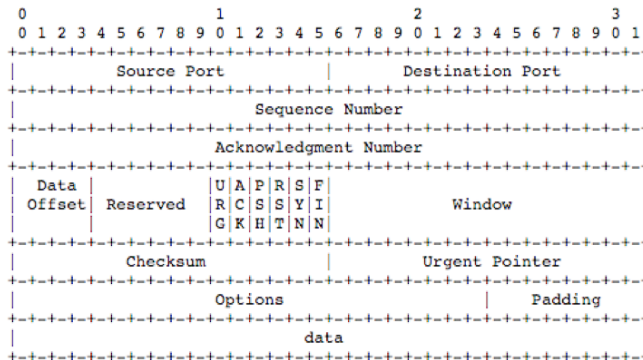 0 1 2 3
0 1 2 3 4 5 6 7 8 9 0 1 2 3 4 5 6 7 8 9 0 1 2 3 4 5 6 7 8 9 0 1
+-+-+-+-+-+-+-+-+-+-+-+-+-+-+-+-+-+-+-+-+-+-+-+-+-+-+-+-+-+-+-+-
| Source Port | Destination Port
+-+-+-+-+-+-+-+-+-+-+-+-+-+-+-+-+-+-+-+-+-+-+-+-+-+-+-+-+-+-+-+-
| Sequence Number
+-+-+-+-+-+-+-+-+-+-+-+-+-+-+-+-+-+-+-+-+-+-+-+-+-+-+-+-+-+-+-+-
| Acknowledgment Number
+-+-+-+-+-+-+-+-+-+-+-+-+-+-+-+-+-+-+-+-+-+-+-+-+-+-+-+-+-+-+-+-
| Data | |U|A|P|R|S|F|
| Offset| Reserved |R|C|S|S|Y|I| Window
| | |G|K|H|T|N|N|
+-+-+-+-+-+-+-+-+-+-+-+-+-+-+-+-+-+-+-+-+-+-+-+-+-+-+-+-+-+-+-+-
| Checksum | Urgent Pointer
+-+-+-+-+-+-+-+-+-+-+-+-+-+-+-+-+-+-+-+-+-+-+-+-+-+-+-+-+-+-+-+-
| Options | Padding
+-+-+-+-+-+-+-+-+-+-+-+-+-+-+-+-+-+-+-+-+-+-+-+-+-+-+-+-+-+-+-+-
| data
+-+-+-+-+-+-+-+-+-+-+-+-+-+-+-+-+-+-+-+-+-+-+-+-+-+-+-+-+-+-+-+-